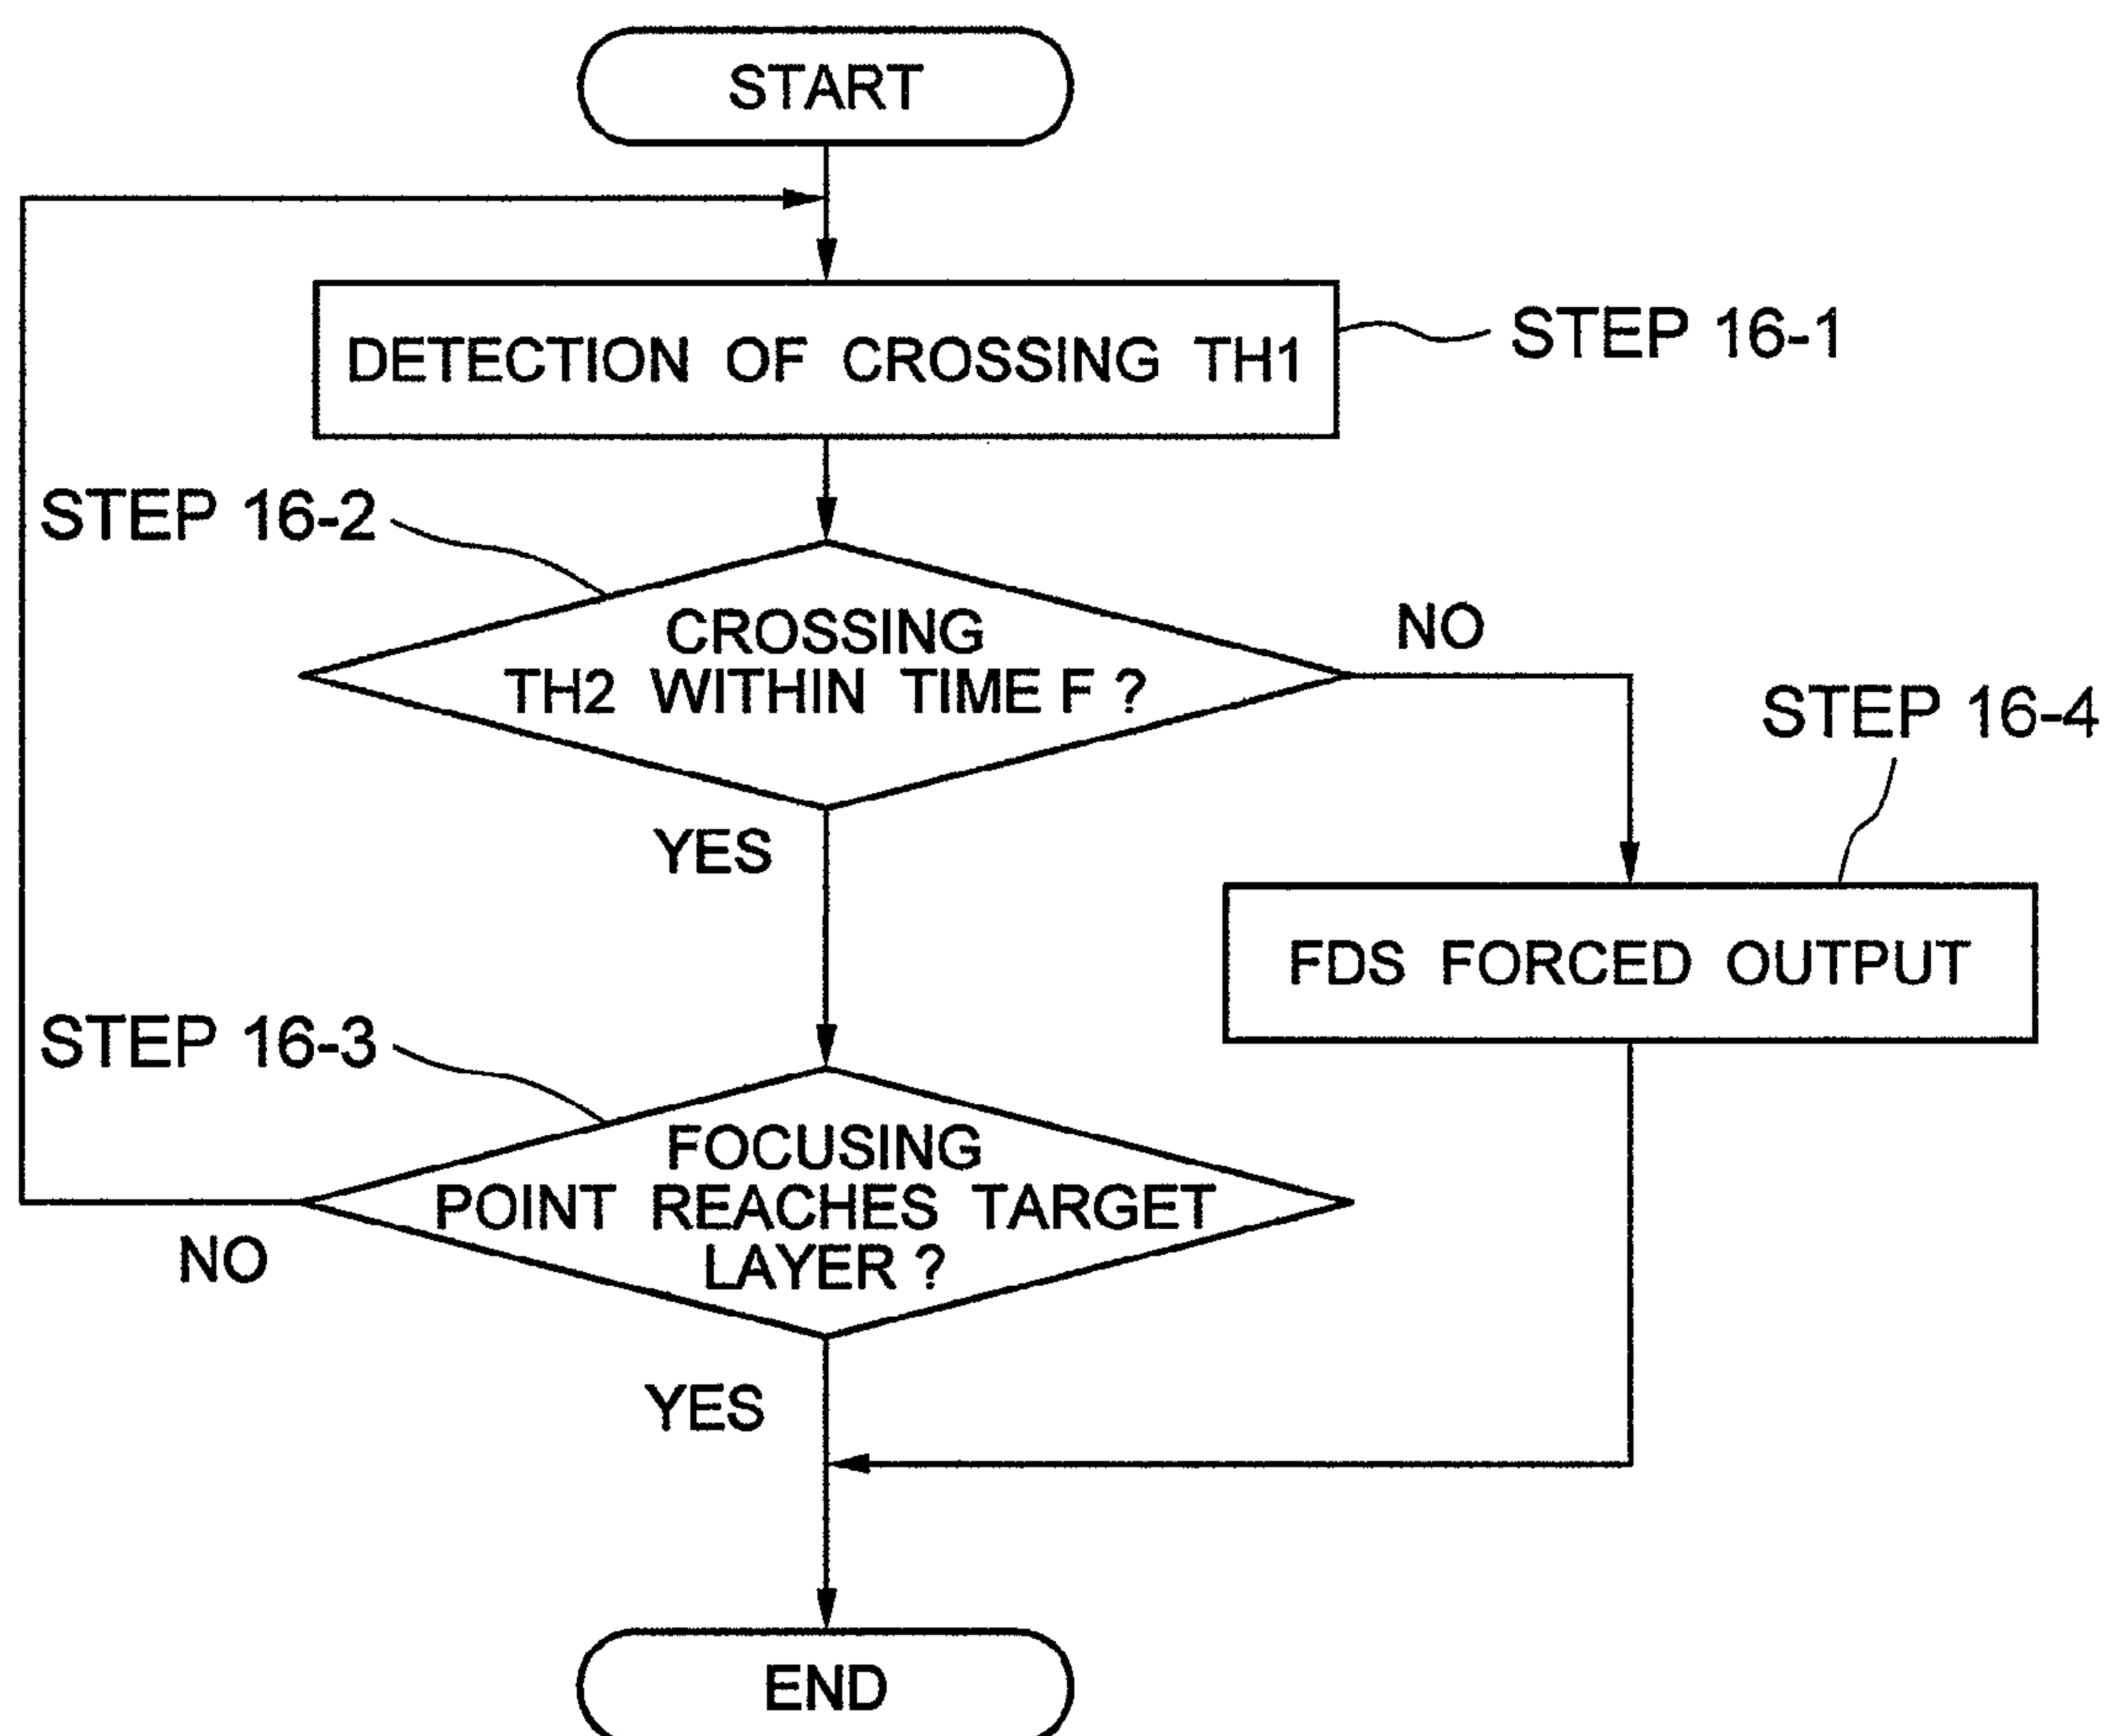 START
DETECTION OF CROSSING TH1
STEP 16-1
STEP 16-2
CROSSING
TH2 WITHIN TIME F ?
NO
YES
STEP 16-4
FDS FORCED OUTPUT
STEP 16-3
FOCUSING
POINT REACHES TARGET
LAYER ?
NO
YES
END